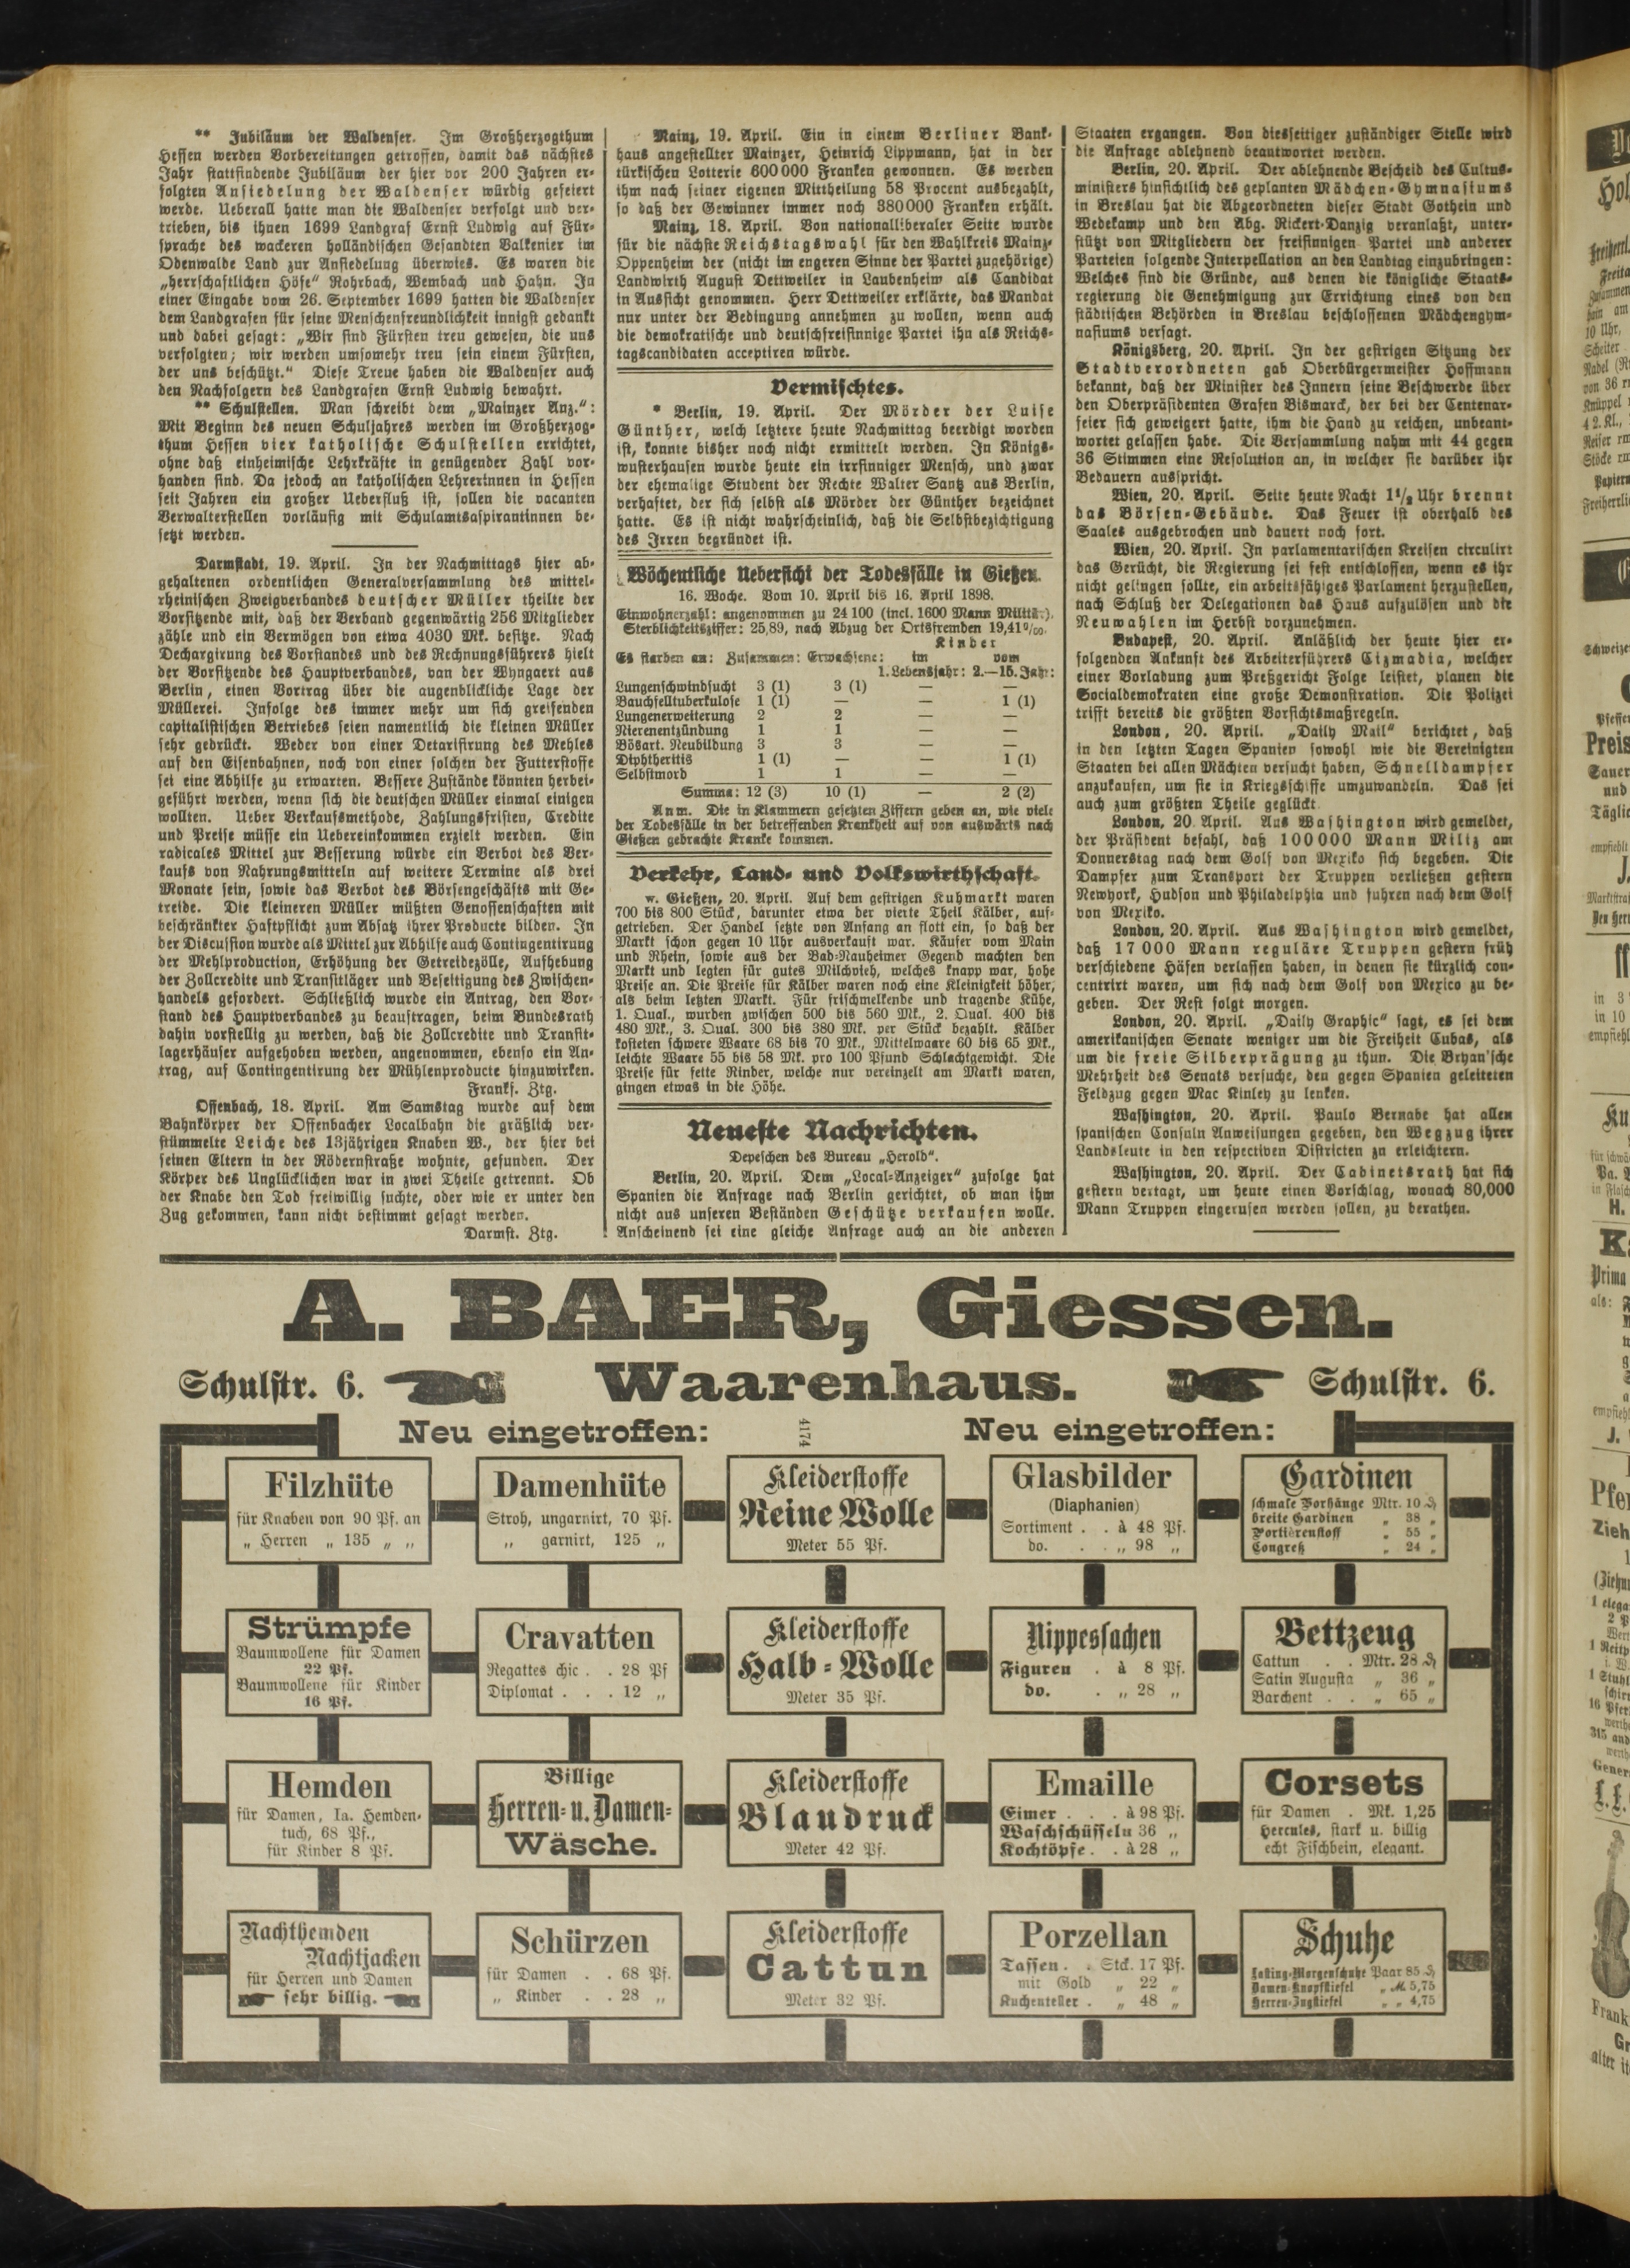 ** Jubiläum der Waldenser. Im Großherzogthum
Hessen werden Vorbereitungen getroffen, damit das nächstes
Jahr stattfindende Jubiläum der hier vor 200 Jahren er-
folgten Ansiedelung der Waldenser würdig gefeiert
werde. Ueberall hatte man die Waldenser verfolgt und ver-
trieben, bis ihnen 1699 Landgraf Ernst Ludwig auf Für-
sprache des wackeren holländischen Gesandten Valkenier im
Odenwalde Land zur Ansiedelung überwies. Es waren die
„herrschaftlichen Höfe“ Rohrbach, Wembach und Hahn. In
einer Eingabe vom 26. September 1699 hatten die Waldenser
dem Landgrafen für seine Menschenfreundlichkeit innigst gedankt
und dabei gesagt: „Wir sind Fürsten treu gewesen, die uns
verfolgten; wir werden umsomehr treu sein einem Fürsten,
der uns beschützt.“ Diese Treue haben die Waldenser auch
den Nachfolgern des Landgrafen Ernst Ludwig bewahrt.
** Schulstellen. Man schreibt dem „Mainzer Anz.“:
Mit Beginn des neuen Schuljahres werden im Großherzog-
thum Hessen vier katholische Schulstellen errichtet,
ohne daß einheimische Lehrkräfte in genügender Zahl vor-
handen sind. Da jedoch an katholischen Lehrerinnen in Hessen
seit Jahren ein großer Ueberfluß ist, sollen die vacanten
Verwalterstellen vorläufig mit Schulamtsaspirantinnen be-
setzt werden.
Darmstadt, 19. April. In der Nachmittags hier ab-
gehaltenen ordentlichen Generalversammlung des mittel-
rheinischen Zweigverbandes deutscher Müller theilte der
Vorsitzende mit, daß der Verband gegenwärtig 256 Mitglieder
zähle und ein Vermögen von etwa 4030 Mk. besitze. Nach
Dechargirung des Vorstandes und des Rechnungsführers hielt
der Vorsitzende des Hauptverbandes, van der Wyngaert aus
Berlin, einen Vortrag über die augenblickliche Lage der
Müllerei. Infolge des immer mehr um sich greifenden
capitalistischen Betriebes seien namentlich die kleinen Müller
sehr gedrückt. Weder von einer Detarifirung des Mehles
auf den Eisenbahnen, noch von einer solchen der Futterstoffe
sei eine Abhilfe zu erwarten. Bessere Zustände könnten herbei-
geführt werden, wenn sich die deutschen Müller einmal einigen
wollten. Ueber Verkaufsmethode, Zahlungsfristen, Credite
und Preise müsse ein Uebereinkommen erzielt werden. Ein
radicales Mittel zur Besserung würde ein Verbot des Ver-
kaufs von Nahrungsmitteln auf weitere Termine als drei
Monate sein, sowie das Verbot des Börsengeschäfts mit Ge-
treide. Die kleineren Müller müßten Genossenschaften mit
beschränkter Haftpflicht zum Absatz ihrer Producte bilden. In
der Discussion wurde als Mittel zur Abhilfe auch Contingentirung
der Mehlproduction, Erhöhung der Getreidezölle, Aufhebung
der Zollcredite und Transitläger und Beseitigung des Zwischen-
handels gefordert. Schließlich wurde ein Antrag, den Vor-
stand des Hauptverbandes zu beauftragen, beim Bundesrath
dahin vorstellig zu werden, daß die Zollcredite und Transit-
lagerhäuser aufgehoben werden, angenommen, ebenso ein An-
trag, auf Contingentirung der Mühlenproducte hinzuwirken.
Frankf. Ztg.
Offenbach, 18. April. Am Samstag wurde auf dem
Bahnkörper der Offenbacher Localbahn die gräßlich ver-
stümmelte Leiche des 13jährigen Knaben W., der hier bei
seinen Eltern in der Rödernstraße wohnte, gefunden. Der
Körper des Unglücklichen war in zwei Theile getrennt. Ob
der Knabe den Tod freiwillig suchte, oder wie er unter den
Zug gekommen, kann nicht bestimmt gesagt werden.
Darmst. Ztg.
Mainz, 19. April. Ein in einem Berliner Bank-
haus angestellter Mainzer, Heinrich Lippmann, hat in der
türkischen Lotterie 600 000 Franken gewonnen. Es werden
ihm nach seiner eigenen Mittheilung 58 Procent ausbezahlt,
so daß der Gewinner immer noch 380000 Franken erhält.
Mainz, 18. April. Von nationalliberaler Seite wurde
für die nächste Reichstagswahl für den Wahlkreis Mainz-
Oppenheim der (nicht im engeren Sinne der Partei zugehörige)
Landwirth August Dettweiler in Laubenheim als Candidat
in Aussicht genommen. Herr Dettweiler erklärte, das Mandat
nur unter der Bedingung annehmen zu wollen, wenn auch
die demokratische und deutschfreisinnige Partei ihn als Reichs-
tagscandidaten acceptiren würde.
Vermischtes.
* Berlin, 19. April. Der Mörder der Luise
Günther, welch letztere heute Nachmittag beerdigt worden
ist, konnte bisher noch nicht ermittelt werden. In Königs-
wusterhausen wurde heute ein irrsinniger Mensch, und zwar
der ehemalige Student der Rechte Walter Santz aus Berlin,
verhaftet, der sich selbst als Mörder der Günther bezeichnet
hatte. Es ist nicht wahrscheinlich, daß die Selbstbezichtigung
des Irren begründet ist.
Wöchentliche Uebersicht der Todesfälle in Gießen.
16. Woche. Vom 10. April bis 16. April 1898.
Einwohnerzahl: angenommen zu 24 100 (incl. 1600 Mann Militär).
Sterblichkeitsziffer: 25,89, nach Abzug der Ortsfremden 19,41 0/00.
Kinder
Es starben an: Zusammen: Erwachsene: im vom
1. Lebensjahr: 2.—15. Jahr:
Lungenschwindsucht 3 (1) 3 (1) — —
Bauchfelltuberkulose 1 (1) — — 1 (1)
Lungenerweiterung 2 2 — —
Nierenentzündung 1 1 — —
Bösart. Neubildung 3 3 — —
Diphtheritis 1 (1) — — 1 (1)
Selbstmord 1 1 — —
Summa: 12 (3) 10 (1) — 2 (2)
Anm. Die in Klammern gesetzten Ziffern geben an, wie viele
der Todesfälle in der betreffenden Krankheit auf von auswärts nach
Gießen gebrachte Kranke kommen.
Verkehr, Land- und Volkswirthschaft.
w. Gießen, 20. April. Auf dem gestrigen Kuhmarkt waren
700 bis 800 Stück, darunter etwa der vierte Theil Kälber, auf-
getrieben. Der Handel setzte von Anfang an flott ein, so daß der
Markt schon gegen 10 Uhr ausverkauft war. Käufer vom Main
und Rhein, sowie aus der Bad-Nauheimer Gegend machten den
Markt und legten für gutes Milchvieh, welches knapp war, hohe
Preise an. Die Preise für Kälber waren noch eine Kleinigkeit höher,
als beim letzten Markt. Für frischmelkende und tragende Kühe,
1. Qual., wurden zwischen 500 bis 560 Mk., 2. Qual. 400 bis
480 Mk., 3. Qual. 300 bis 380 Mk. per Stück bezahlt. Kälber
kosteten schwere Waare 68 bis 70 Mk., Mittelwaare 60 bis 65 Mk.,
leichte Waare 55 bis 58 Mk. pro 100 Pfund Schlachtgewicht. Die
Preise für fette Rinder, welche nur vereinzelt am Markt waren,
gingen etwas in die Höhe.
Neueste Nachrichten.
Depeschen des Bureau „Herold“.
Berlin, 20. April. Dem „Local-Anzeiger“ zufolge hat
Spanien die Anfrage nach Berlin gerichtet, ob man ihm
nicht aus unseren Beständen Geschütze verkaufen wolle.
Anscheinend sei eine gleiche Anfrage auch an die anderen
Staaten ergangen. Von diesseitiger zuständiger Stelle wird
die Anfrage ablehnend beantwortet werden.
Berlin, 20. April. Der ablehnende Bescheid des Cultus-
ministers hinsichtlich des geplanten Mädchen-Gymnasiums
in Breslau hat die Abgeordneten dieser Stadt Gothein und
Wedekamp und den Abg. Rickert-Danzig veranlaßt, unter-
stützt von Mitgliedern der freisinnigen Partei und anderer
Parteien folgende Interpellation an den Landtag einzubringen:
Welches sind die Gründe, aus denen die königliche Staats-
regierung die Genehmigung zur Errichtung eines von den
städtischen Behörden in Breslau beschlossenen Mädchengym-
nasiums versagt.
Königsberg, 20. April. In der gestrigen Sitzung der
Stadtverordneten gab Oberbürgermeister Hoffmann
bekannt, daß der Minister des Innern seine Beschwerde über
den Oberpräsidenten Grafen Bismarck, der bei der Centenar-
feier sich geweigert hatte, ihm die Hand zu reichen, unbeant-
wortet gelassen habe. Die Versammlung nahm mit 44 gegen
36 Stimmen eine Resolution an, in welcher sie darüber ihr
Bedauern ausspricht.
Wien, 20. April. Seite heute Nacht 1 1/2 Uhr brennt
das Börsen-Gebäude. Das Feuer ist oberhalb des
Saales ausgebrochen und dauert noch fort.
Wien, 20. April. In parlamentarischen Kreisen circulirt
das Gerücht, die Regierung sei fest entschlossen, wenn es ihr
nicht gelingen sollte, ein arbeitsfähiges Parlament herzustellen,
nach Schluß der Delegationen das Haus aufzulösen und die
Neuwahlen im Herbst vorzunehmen.
Budapest, 20. April. Anläßlich der heute hier er-
folgenden Ankunft des Arbeiterführers Cizmadia, welcher
einer Vorladung zum Preßgericht Folge leistet, planen die
Socialdemokraten eine große Demonstration. Die Polizei
trifft bereits die größten Vorsichtsmaßregeln.
London, 20. April. „Daily Mail“ berichtet, daß
in den letzten Tagen Spanien sowohl wie die Vereinigten
Staaten bei allen Mächten versucht haben, Schnelldampfer
anzukaufen, um sie in Kriegsschiffe umzuwandeln. Das sei
auch zum größten Theile geglückt.
London, 20. April. Aus Washington wird gemeldet,
der Präsident befahl, daß 100000 Mann Miliz am
Donnerstag nach dem Golf von Mexiko sich begeben. Die
Dampfer zum Transport der Truppen verließen gestern
Newyork, Hudson und Philadelphia und fuhren nach dem Golf
von Mexiko.
London, 20. April. Aus Washington wird gemeldet,
daß 17 000 Mann reguläre Truppen gestern früh
verschiedene Häfen verlassen haben, in denen sie kürzlich con-
centrirt waren, um sich nach dem Golf von Mexico zu be-
geben. Der Rest folgt morgen.
London, 20. April. „Daily Graphic“ sagt, es sei dem
amerikanischen Senate weniger um die Freiheit Cubas, als
um die freie Silberprägung zu thun. Die Bryan'sche
Mehrheit des Senats versuche, den gegen Spanien geleiteten
Feldzug gegen Mac Kinley zu lenken.
Washington, 20. April. Paulo Bernabe hat allen
spanischen Consuln Anweisungen gegeben, den Wegzug ihrer
Landsleute in den respectiven Districten zu erleichtern.
Washington, 20. April. Der Cabinetsrath hat sich
gestern vertagt, um heute einen Vorschlag, wonach 80,000
Mann Truppen eingerufen werden sollen, zu berathen.
A. BAER, Giessen.
Schulstr. 6. Waarenhaus. Schulstr. 6.
Neu eingetroffen: 4174 Neu eingetroffen:
Filzhüte
für Knaben von 90 Pf. an
„ Herren „ 135 „ „
Damenhüte
Stroh, ungarnirt, 70 Pf.
„ garnirt, 125 „
Kleiderstoffe
Reine Wolle
Meter 55 Pf.
Glasbilder
(Diaphanien)
Sortiment . . à 48 Pf.
do. . . „ 98 „
Gardinen
schmale Vorhänge Mtr. 10 ₰
breite Gardinen „ 38 „
Portièrenstoff „ 55 „
Congreß „ 24 „
Strümpfe
Baumwollene für Damen
22 Pf.
Baumwollene für Kinder
16 Pf.
Cravatten
Regattes chic . . 28 Pf
Diplomat . . . 12 „
Kleiderstoffe
Halb-Wolle
Meter 35 Pf.
Nippessachen
Figuren . à 8 Pf.
do. . „ 28 „
Bettzeug
Cattun . . Mtr. 28 ₰
Satin Augusta „ 36 „
Barchent . . „ 65 „
Hemden
für Damen, Ia. Hemden-
tuch, 68 Pf.,
für Kinder 8 Pf.
Billige
Herren- u. Damen-
Wäsche.
Kleiderstoffe
Blaudruck
Meter 42 Pf.
Emaille
Eimer . . . à 98 Pf.
Waschschüsseln 36 „
Kochtöpfe . . à 28 „
Corsets
für Damen . Mk. 1,25
Hercules, stark u. billig
echt Fischbein, elegant.
Nachthemden
Nachtjacken
für Herren und Damen
sehr billig.
Schürzen
für Damen . . 68 Pf.
„ Kinder . . 28 „
Kleiderstoffe
Cattun
Meter 32 Pf.
Porzellan
Tassen . . Stck. 17 Pf.
mit Gold „ 22 „
Kuchenteller . „ 48 „
Schuhe
Lasting-Morgenschuhe Paar 85 ₰
Damen-Knopfstiefel „ M. 5,75
Herren-Zugstiefel „ „ 4,75